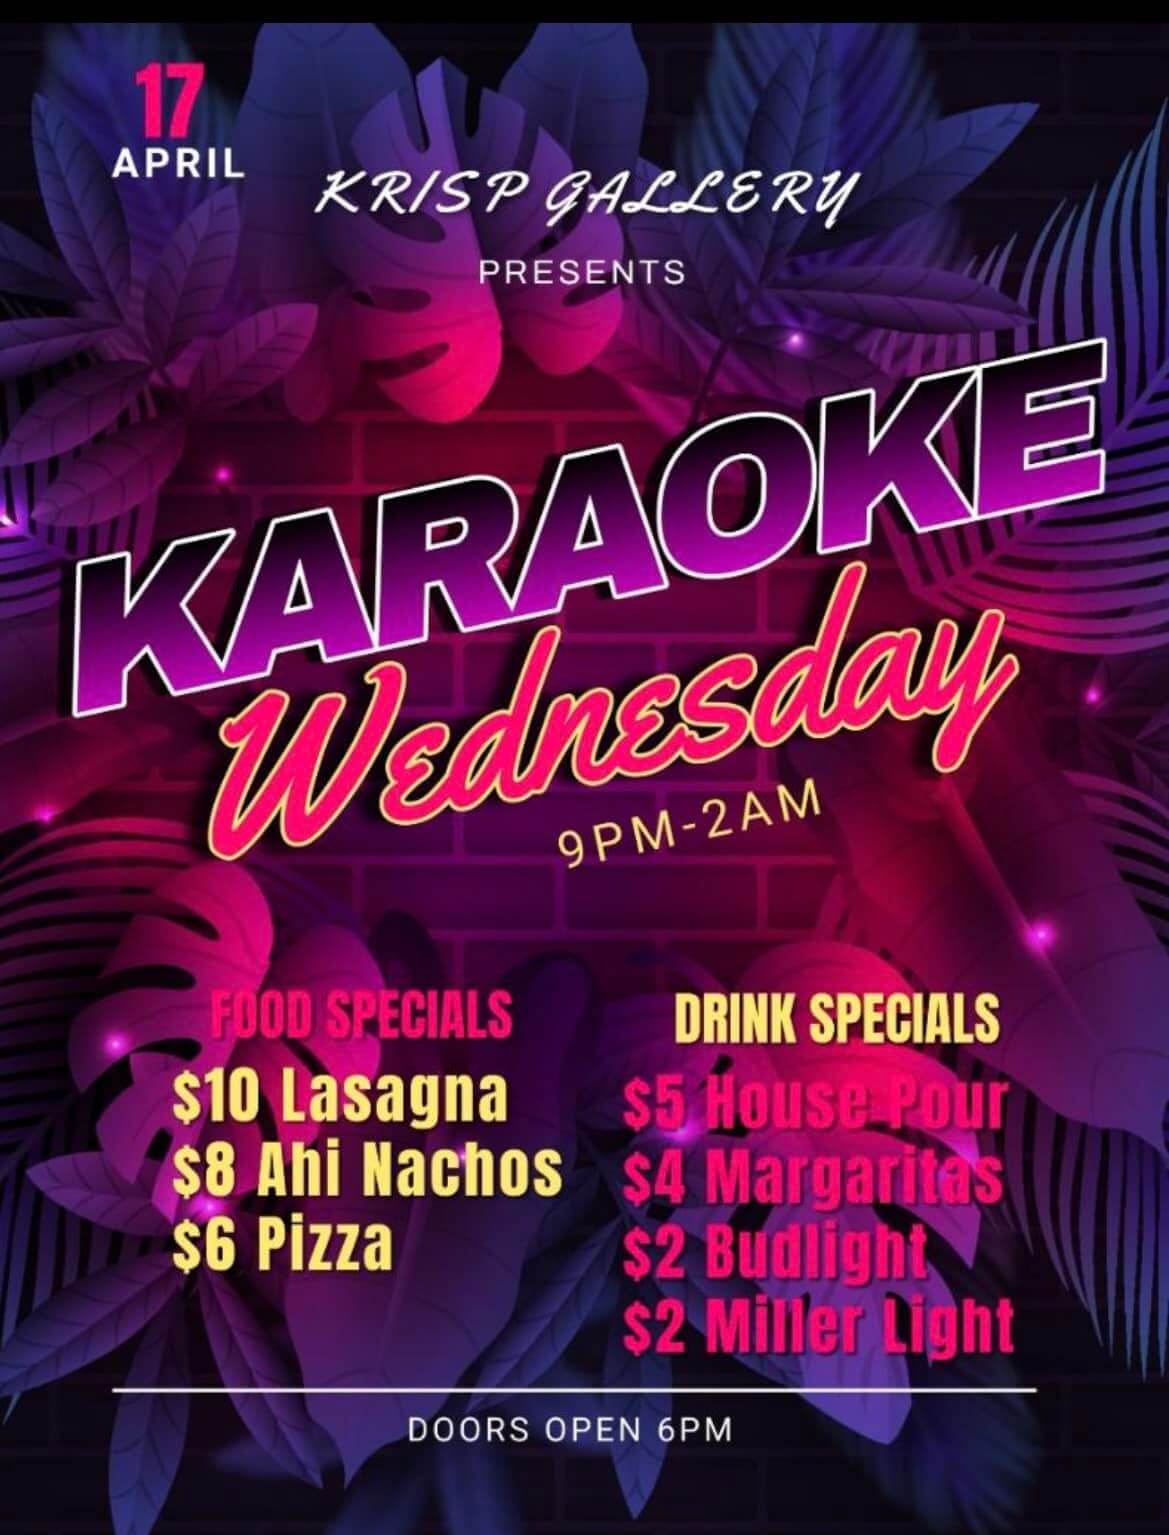 17
APRIL
KRISP GALLERY
PRESENTS
KARAOKE
Wednesday
9PM-2AM
FOOD SPECIALS
$10 Lasagna
$8 Ahi Nachos
$6 Pizza
DRINK SPECIALS
$5 House Pour
$4 Margaritas
$2 Budlight
$2 Miller Light
DOORS OPEN 6PM